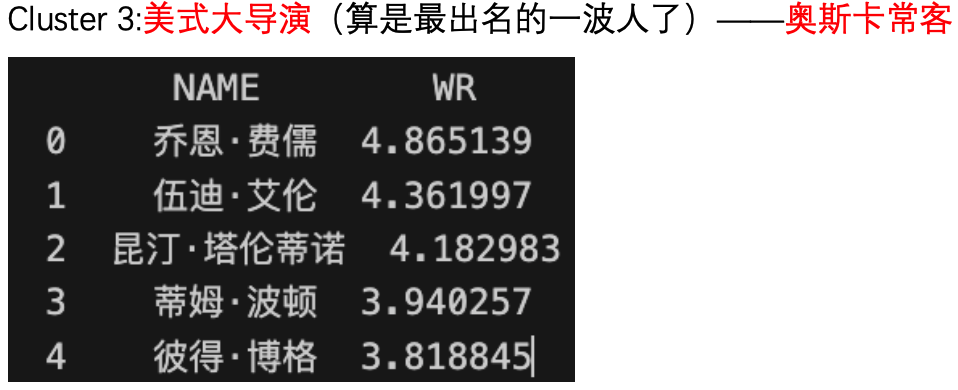 Cluster 3:美式大导演（算是最出名的一波人了）——奥斯卡常客
NAME WR
0 乔恩·费儒 4.865139
1 伍迪·艾伦 4.361997
2 昆汀·塔伦蒂诺 4.182983
3 蒂姆·波顿 3.940257
4 彼得·博格 3.818845